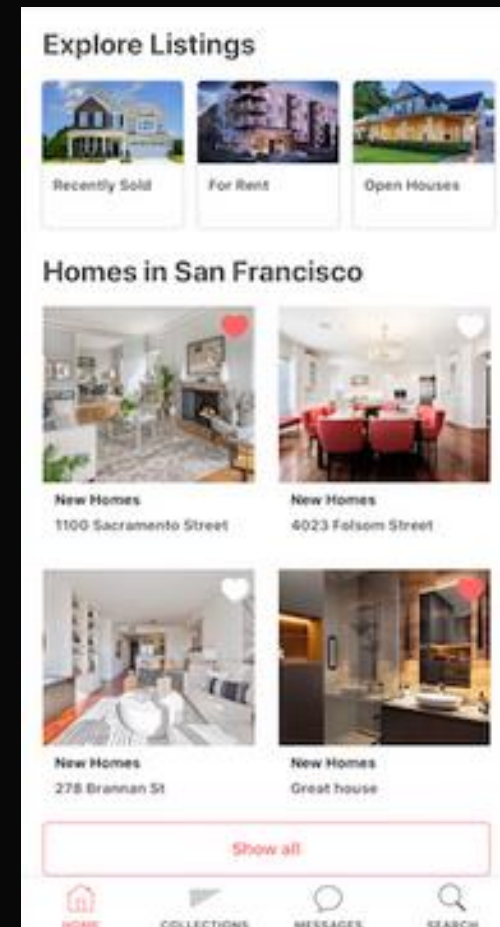 Explore Listings
Recently Sold
For Rent
Open Houses
Homes in San Francisco
New Homes
1100 Sacramento Street
New Homes
4023 Folsom Street
New Homes
278 Brannan St
New Homes
Great house
Show all
HOME
COLLECTIONS
MESSAGES
SEARCH